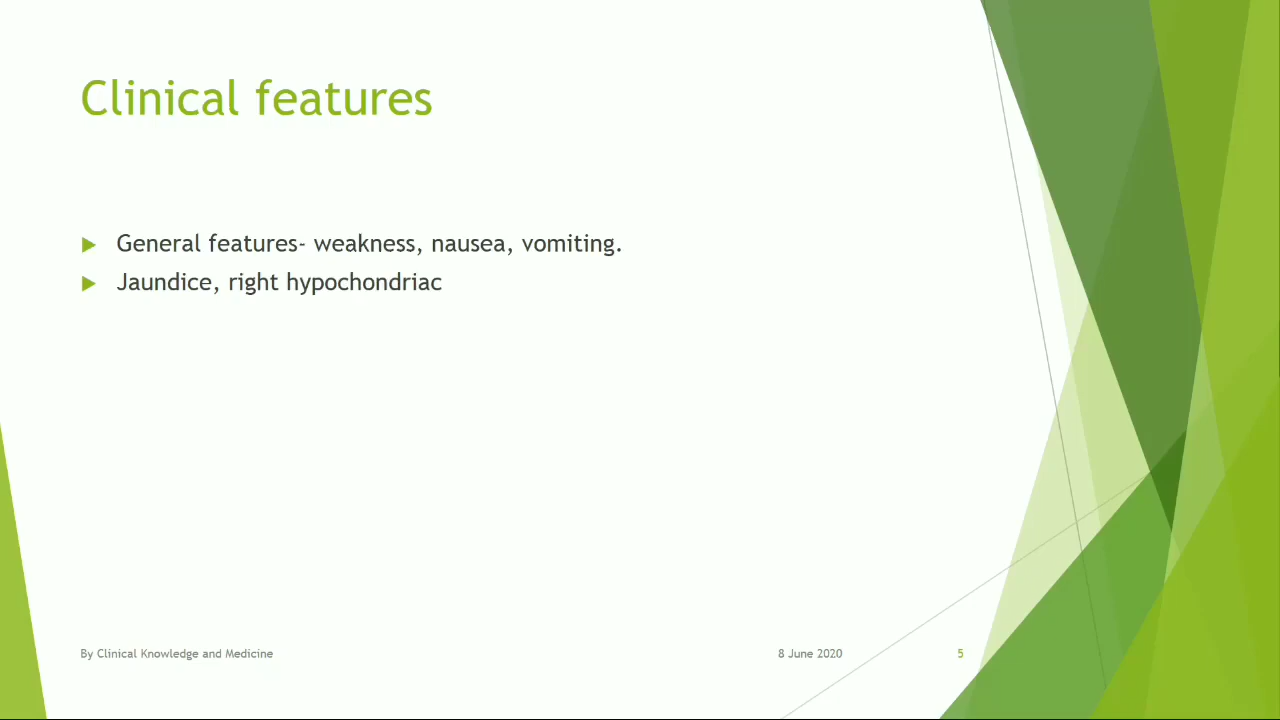 Clinical features
General features- weakness, nausea, vomiting.
Jaundice, right hypochondriac
By Clinical Knowledge and Medicine
8 June 2020
5